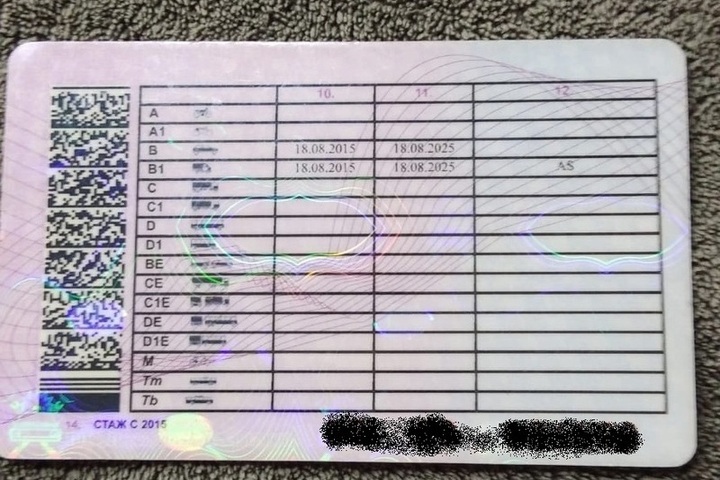 10. 11. 12.
A
A1
B 18.08.2015 18.08.2025
B1 18.08.2015 18.08.2025 AS
C
C1
D
D1
BE
CE
C1E
DE
D1E
M
Tm
Tb
14. СТАЖ С 2015